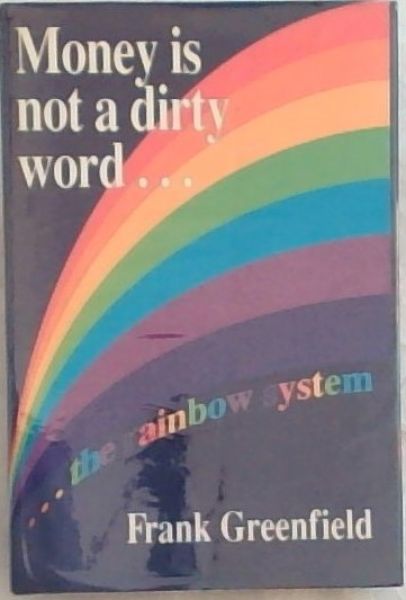 Money is
not a dirty
word...
...the rainbow system
Frank Greenfield